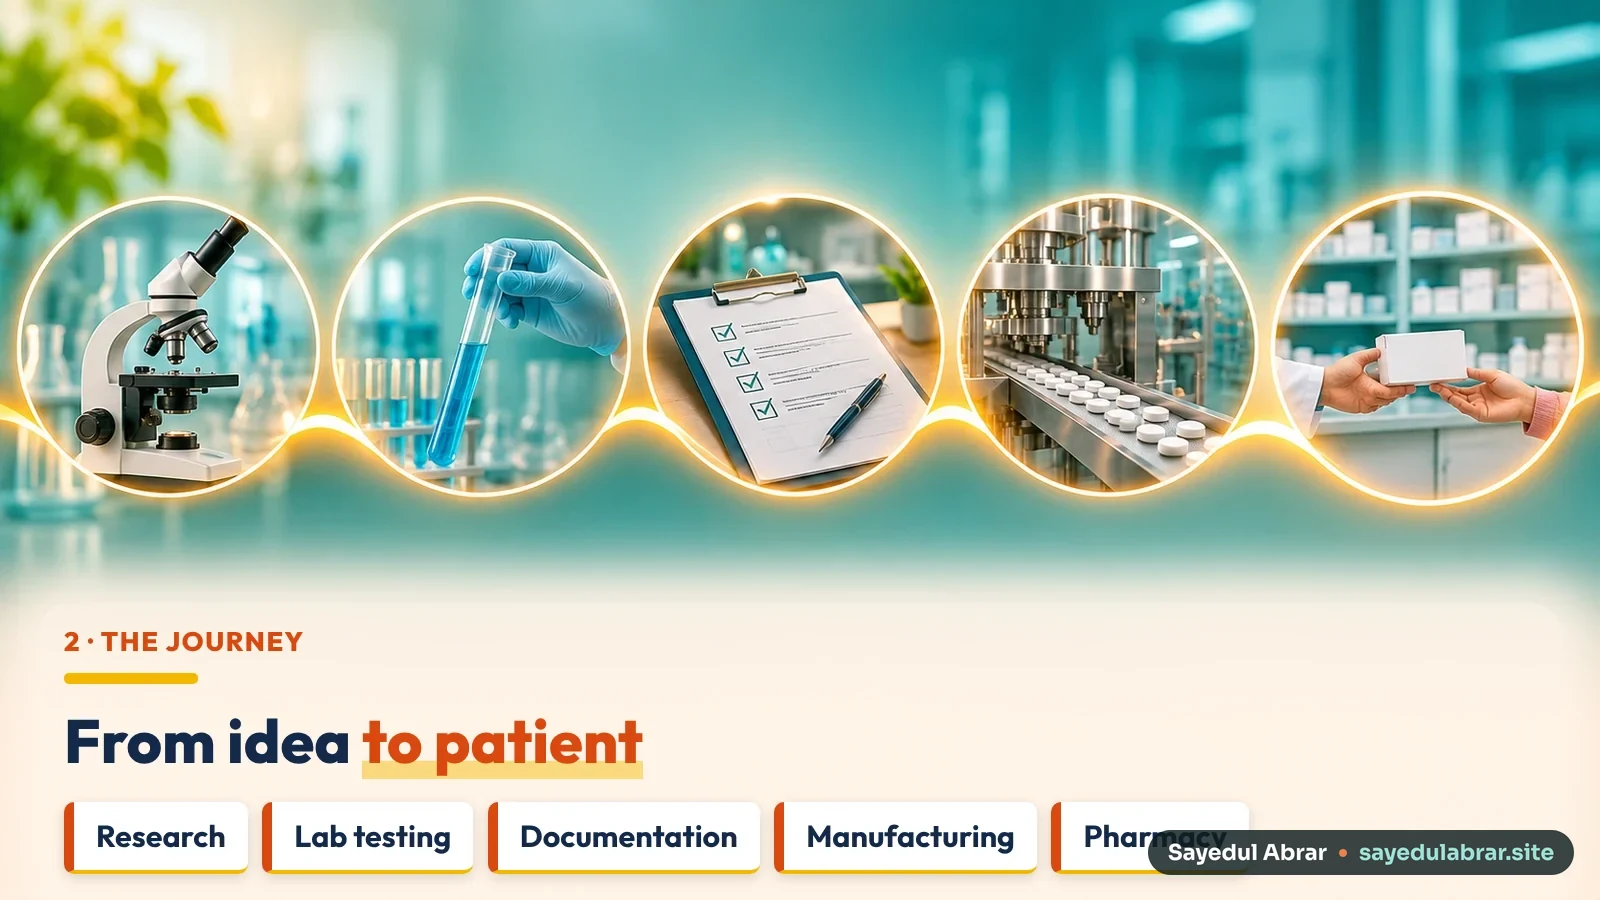 2 · THE JOURNEY
From idea to patient
Research
Lab testing
Documentation
Manufacturing
Pharmacy
Sayedul Abrar • sayedulabrar.site